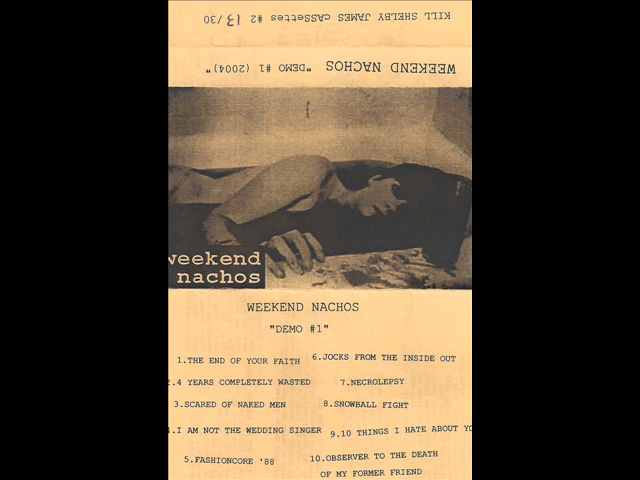 KILL SHELBY JAMES cASSettes #2 13/30
WEEKEND NACHOS "DEMO #1 (2004)"
weekend
nachos
WEEKEND NACHOS
"DEMO #1"
1.THE END OF YOUR FAITH
2.4 YEARS COMPLETELY WASTED
3.SCARED OF NAKED MEN
4.I AM NOT THE WEDDING SINGER
5.FASHIONCORE '88
6.JOCKS FROM THE INSIDE OUT
7.NECROLEPSY
8.SNOWBALL FIGHT
9.10 THINGS I HATE ABOUT YO
10.OBSERVER TO THE DEATH
OF MY FORMER FRIEND